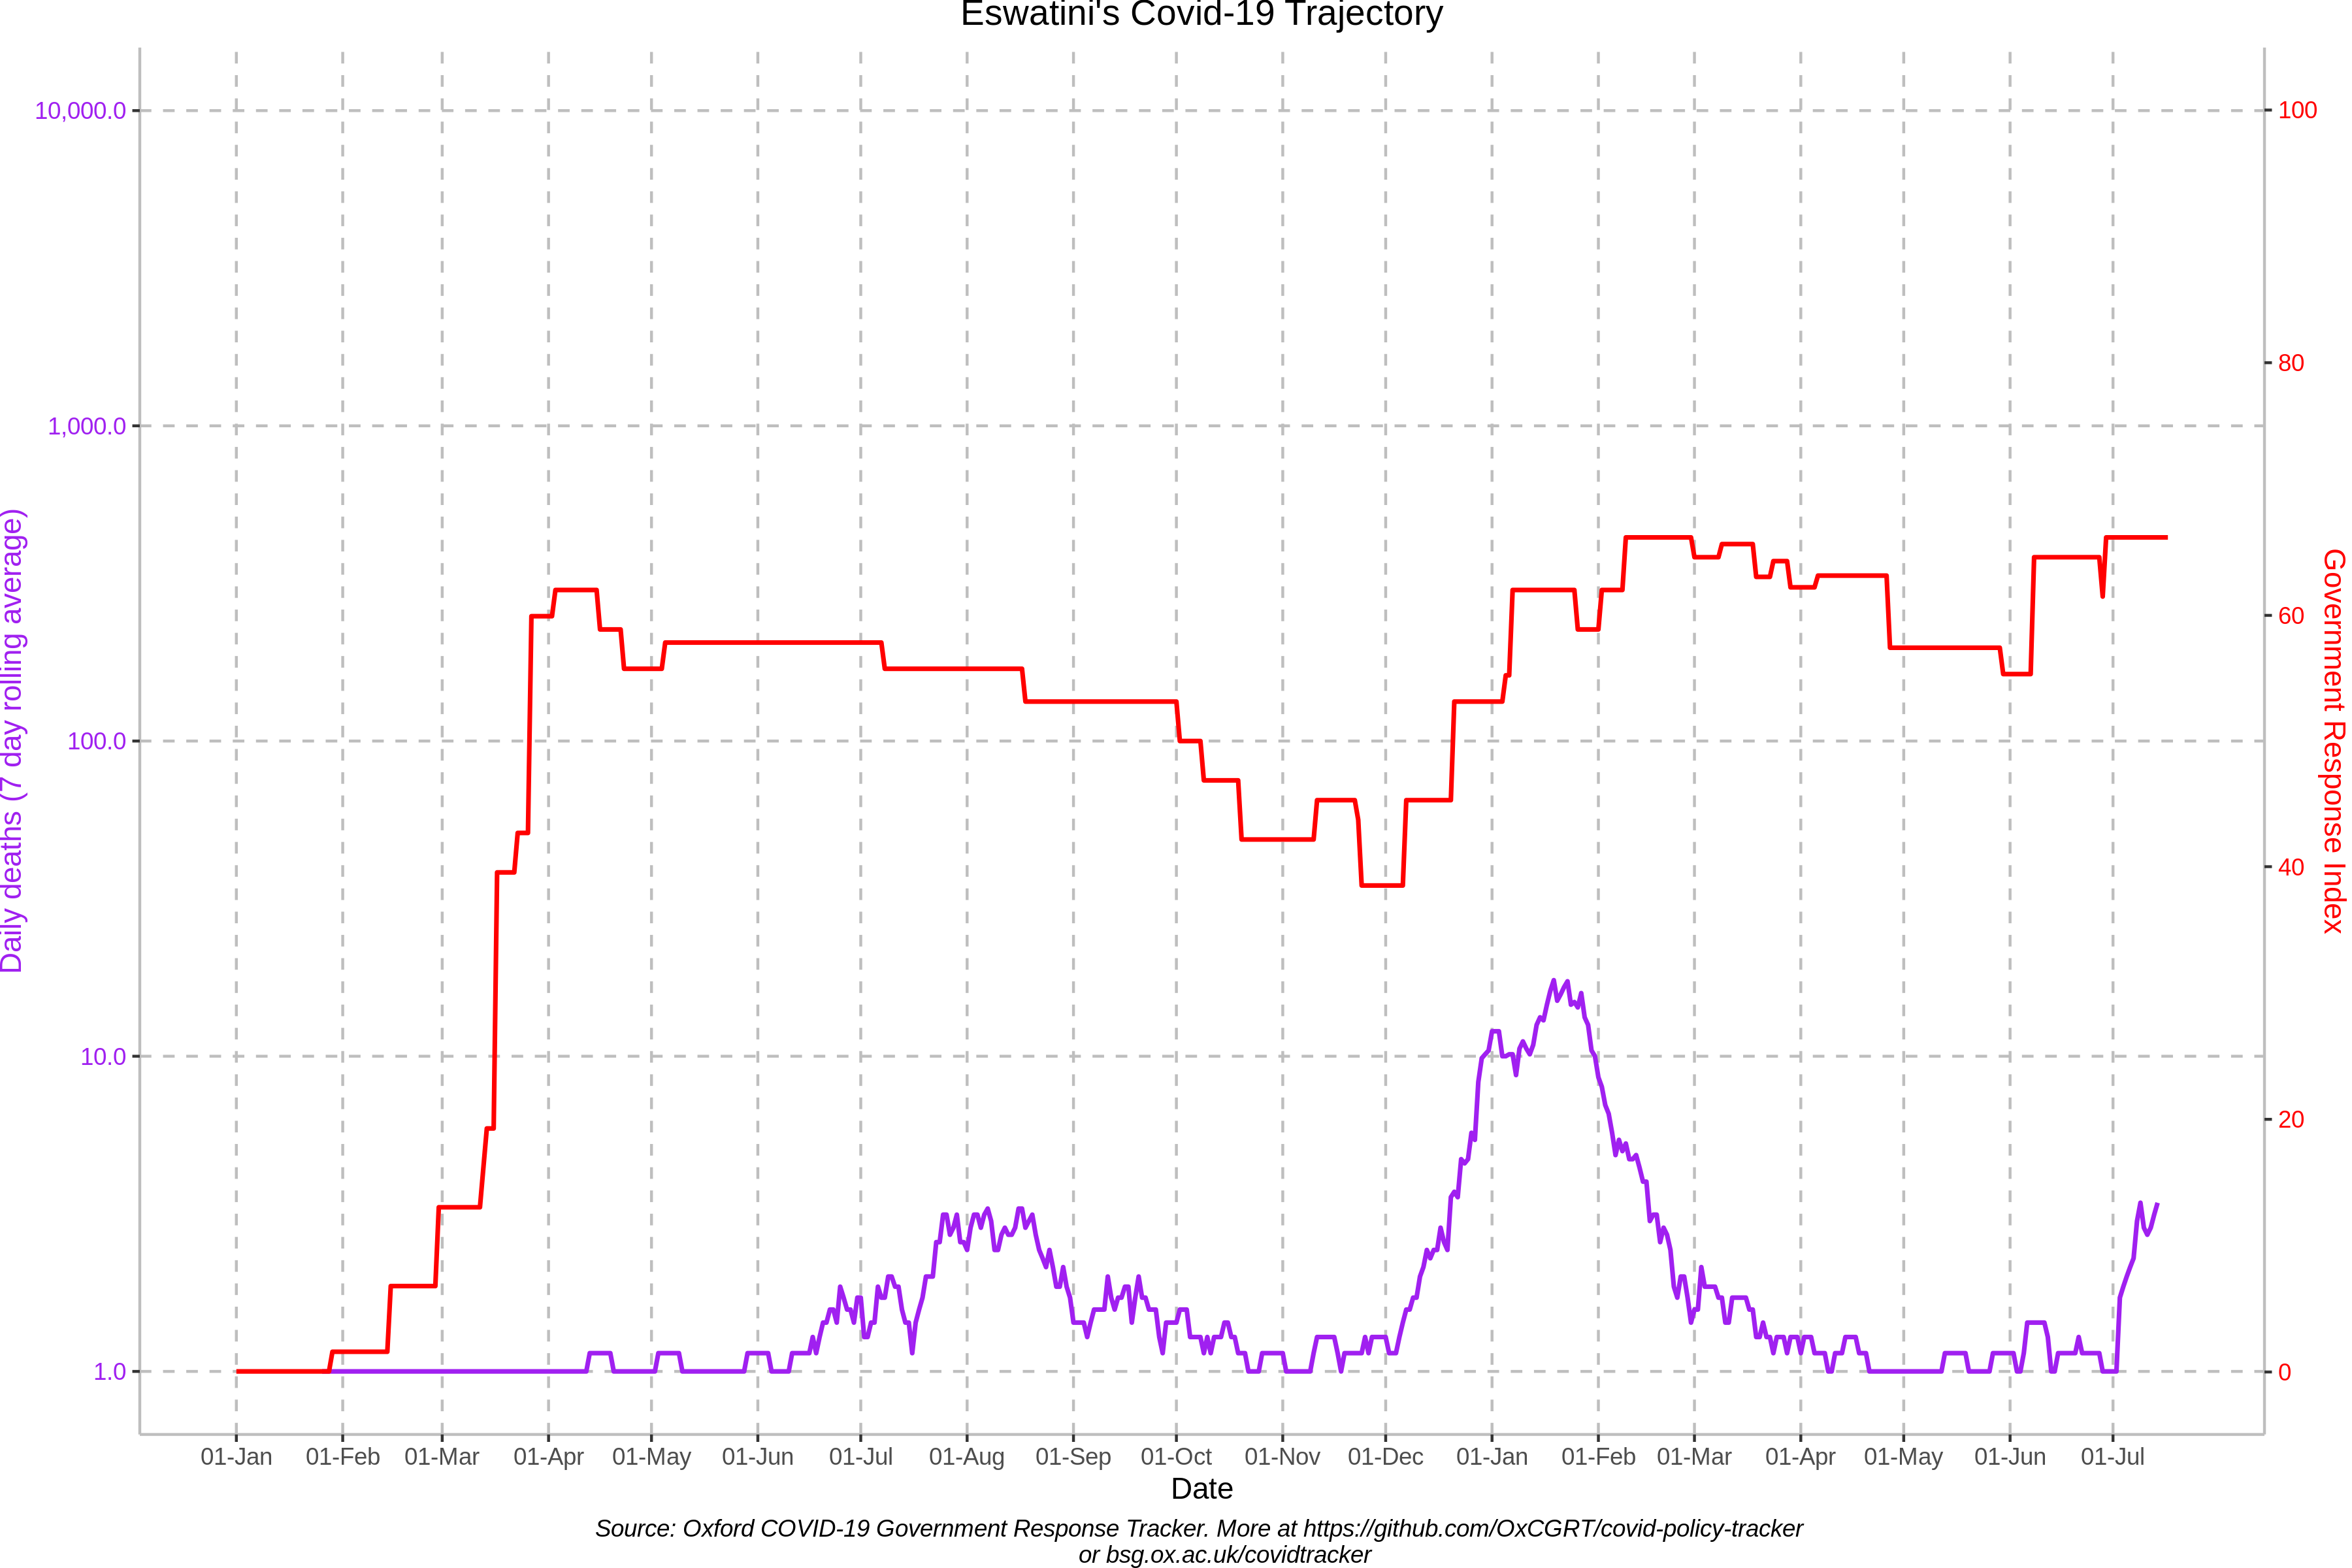 Eswatini's Covid-19 Trajectory
Daily deaths (7 day rolling average)
10,000.0
1,000.0
100.0
10.0
1.0
100
80
60
40
20
0
Government Response Index
01-Jan 01-Feb 01-Mar 01-Apr 01-May 01-Jun 01-Jul 01-Aug 01-Sep 01-Oct 01-Nov 01-Dec 01-Jan 01-Feb 01-Mar 01-Apr 01-May 01-Jun 01-Jul
Date
Source: Oxford COVID-19 Government Response Tracker. More at https://github.com/OxCGRT/covid-policy-tracker
or bsg.ox.ac.uk/covidtracker